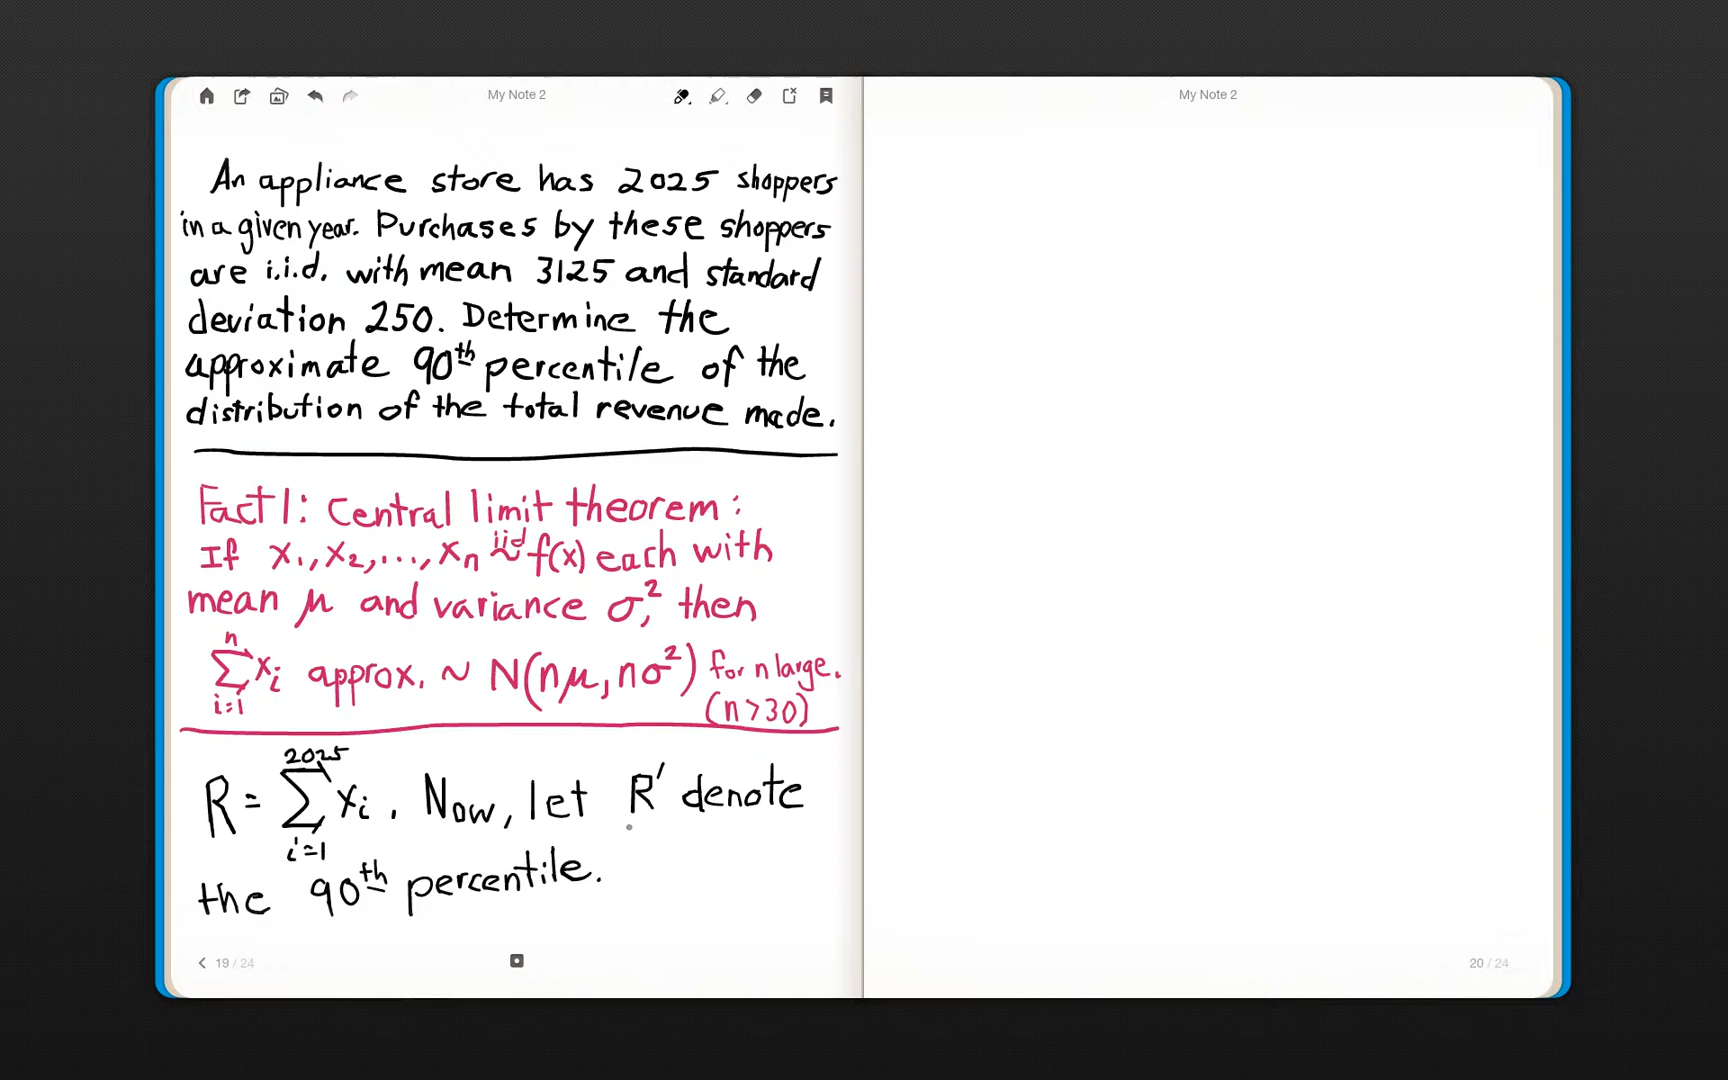 My Note 2
My Note 2
An appliance store has 2025 shoppers
in a given year. Purchases by these shoppers
are i.i.d. with mean 3125 and standard
deviation 250. Determine the
approximate 90th percentile of the
distribution of the total revenue made.
Fact 1: Central limit theorem:
If X₁, X₂, ..., Xₙ iid ~ f(x) each with
mean μ and variance σ², then
n
∑ Xᵢ approx. ~ N(nμ, nσ²) for n large.
i=1 (n>30)
2025
R = ∑ Xᵢ . Now, let R′ denote
i=1
the 90th percentile.
19 / 24
20 / 24